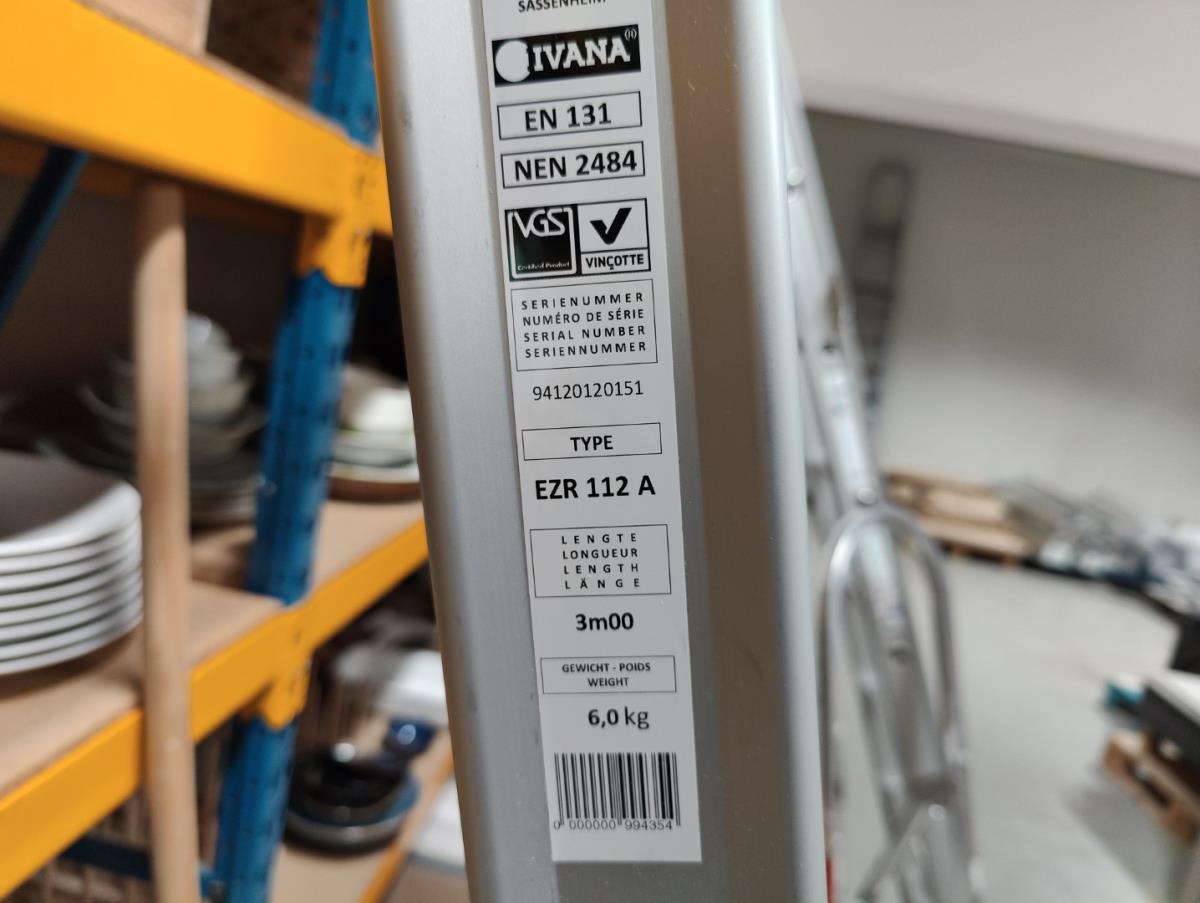 SASSENHEIM
IVANA (R)
EN 131
NEN 2484
VGS
Certified Product
VINÇOTTE
SERIENUMMER
NUMÉRO DE SÉRIE
SERIAL NUMBER
SERIENNUMMER
94120120151
TYPE
EZR 112 A
LENGTE
LONGUEUR
LENGTH
LÄNGE
3m00
GEWICHT - POIDS
WEIGHT
6,0 kg
0 000000 994354